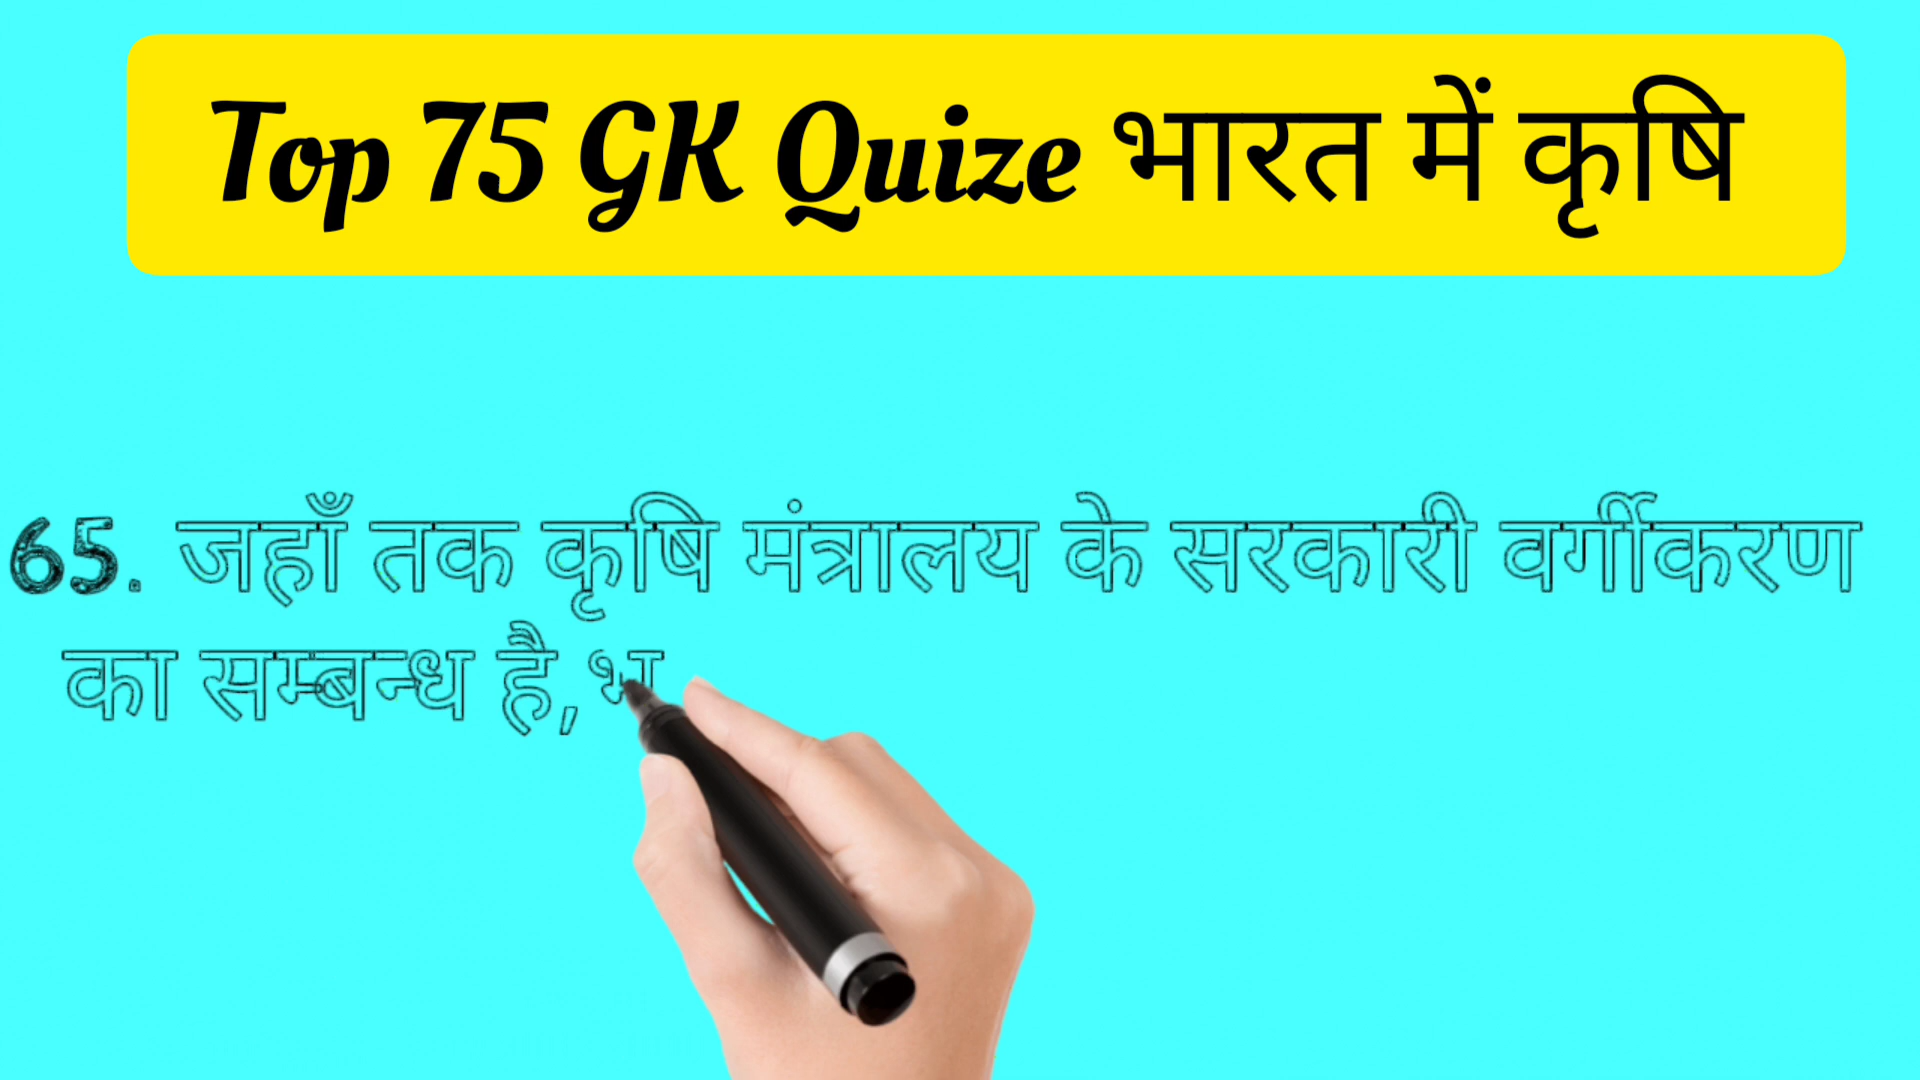 Top 75 GK Quize भारत में कृषि
65. जहाँ तक कृषि मंत्रालय के सरकारी वर्गीकरण
का सम्बन्ध है,